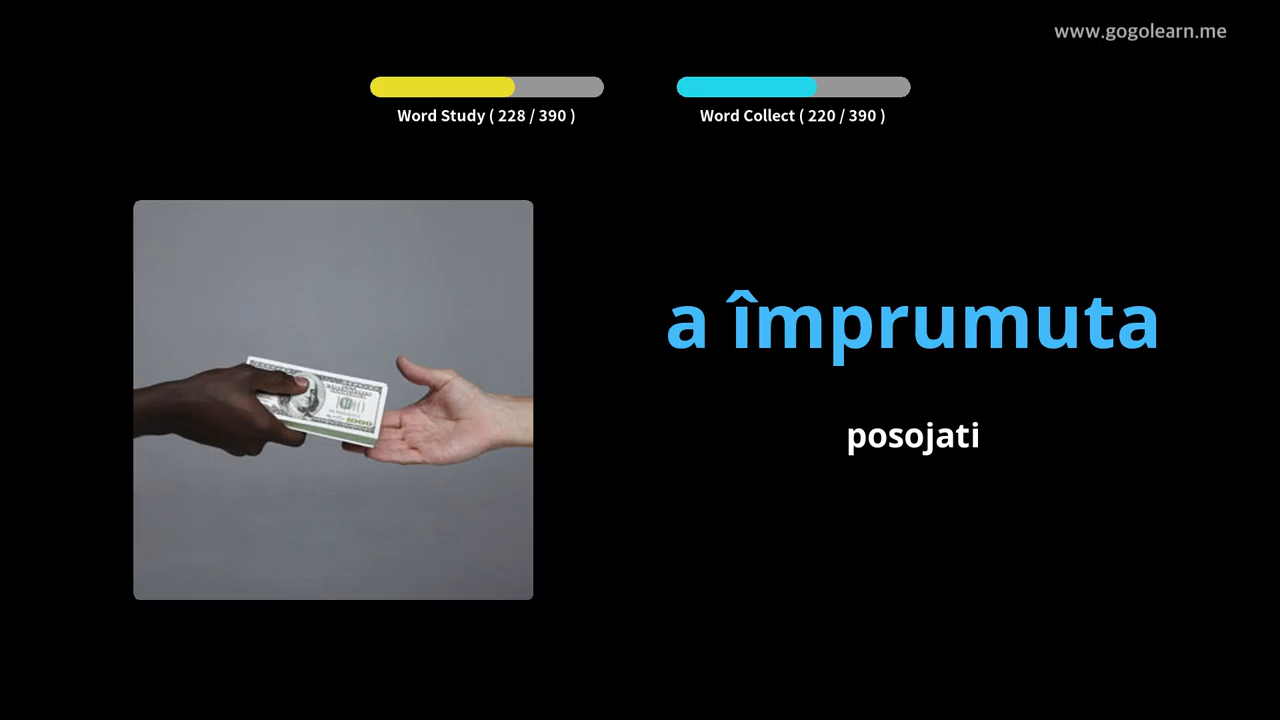 www.gogolearn.me
Word Study ( 228 / 390 )
Word Collect ( 220 / 390 )
a împrumuta
posojati